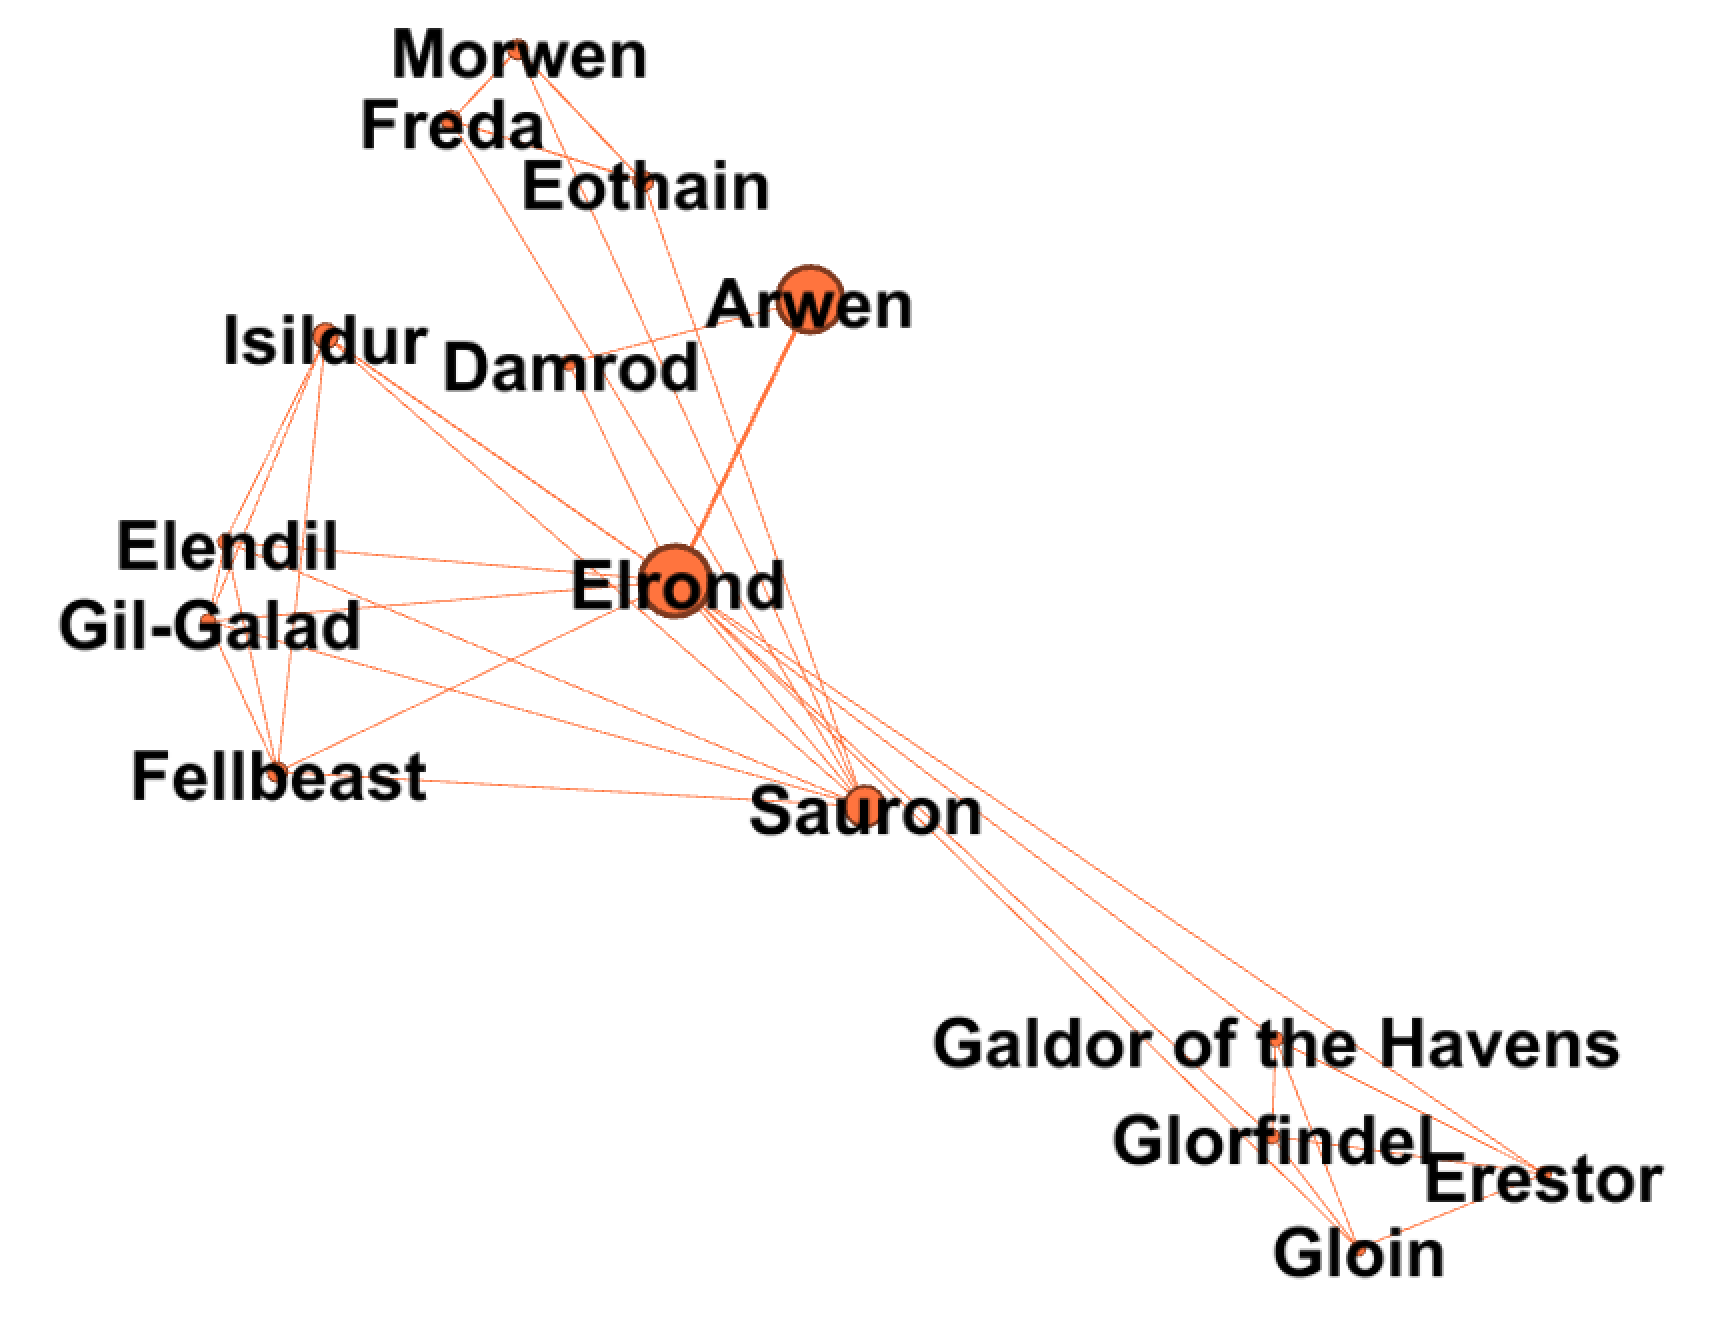 Morwen
Freda
Eothain
Arwen
Isildur
Damrod
Elendil
Elrond
Gil-Galad
Fellbeast
Sauron
Galdor of the Havens
Glorfindel
Erestor
Gloin